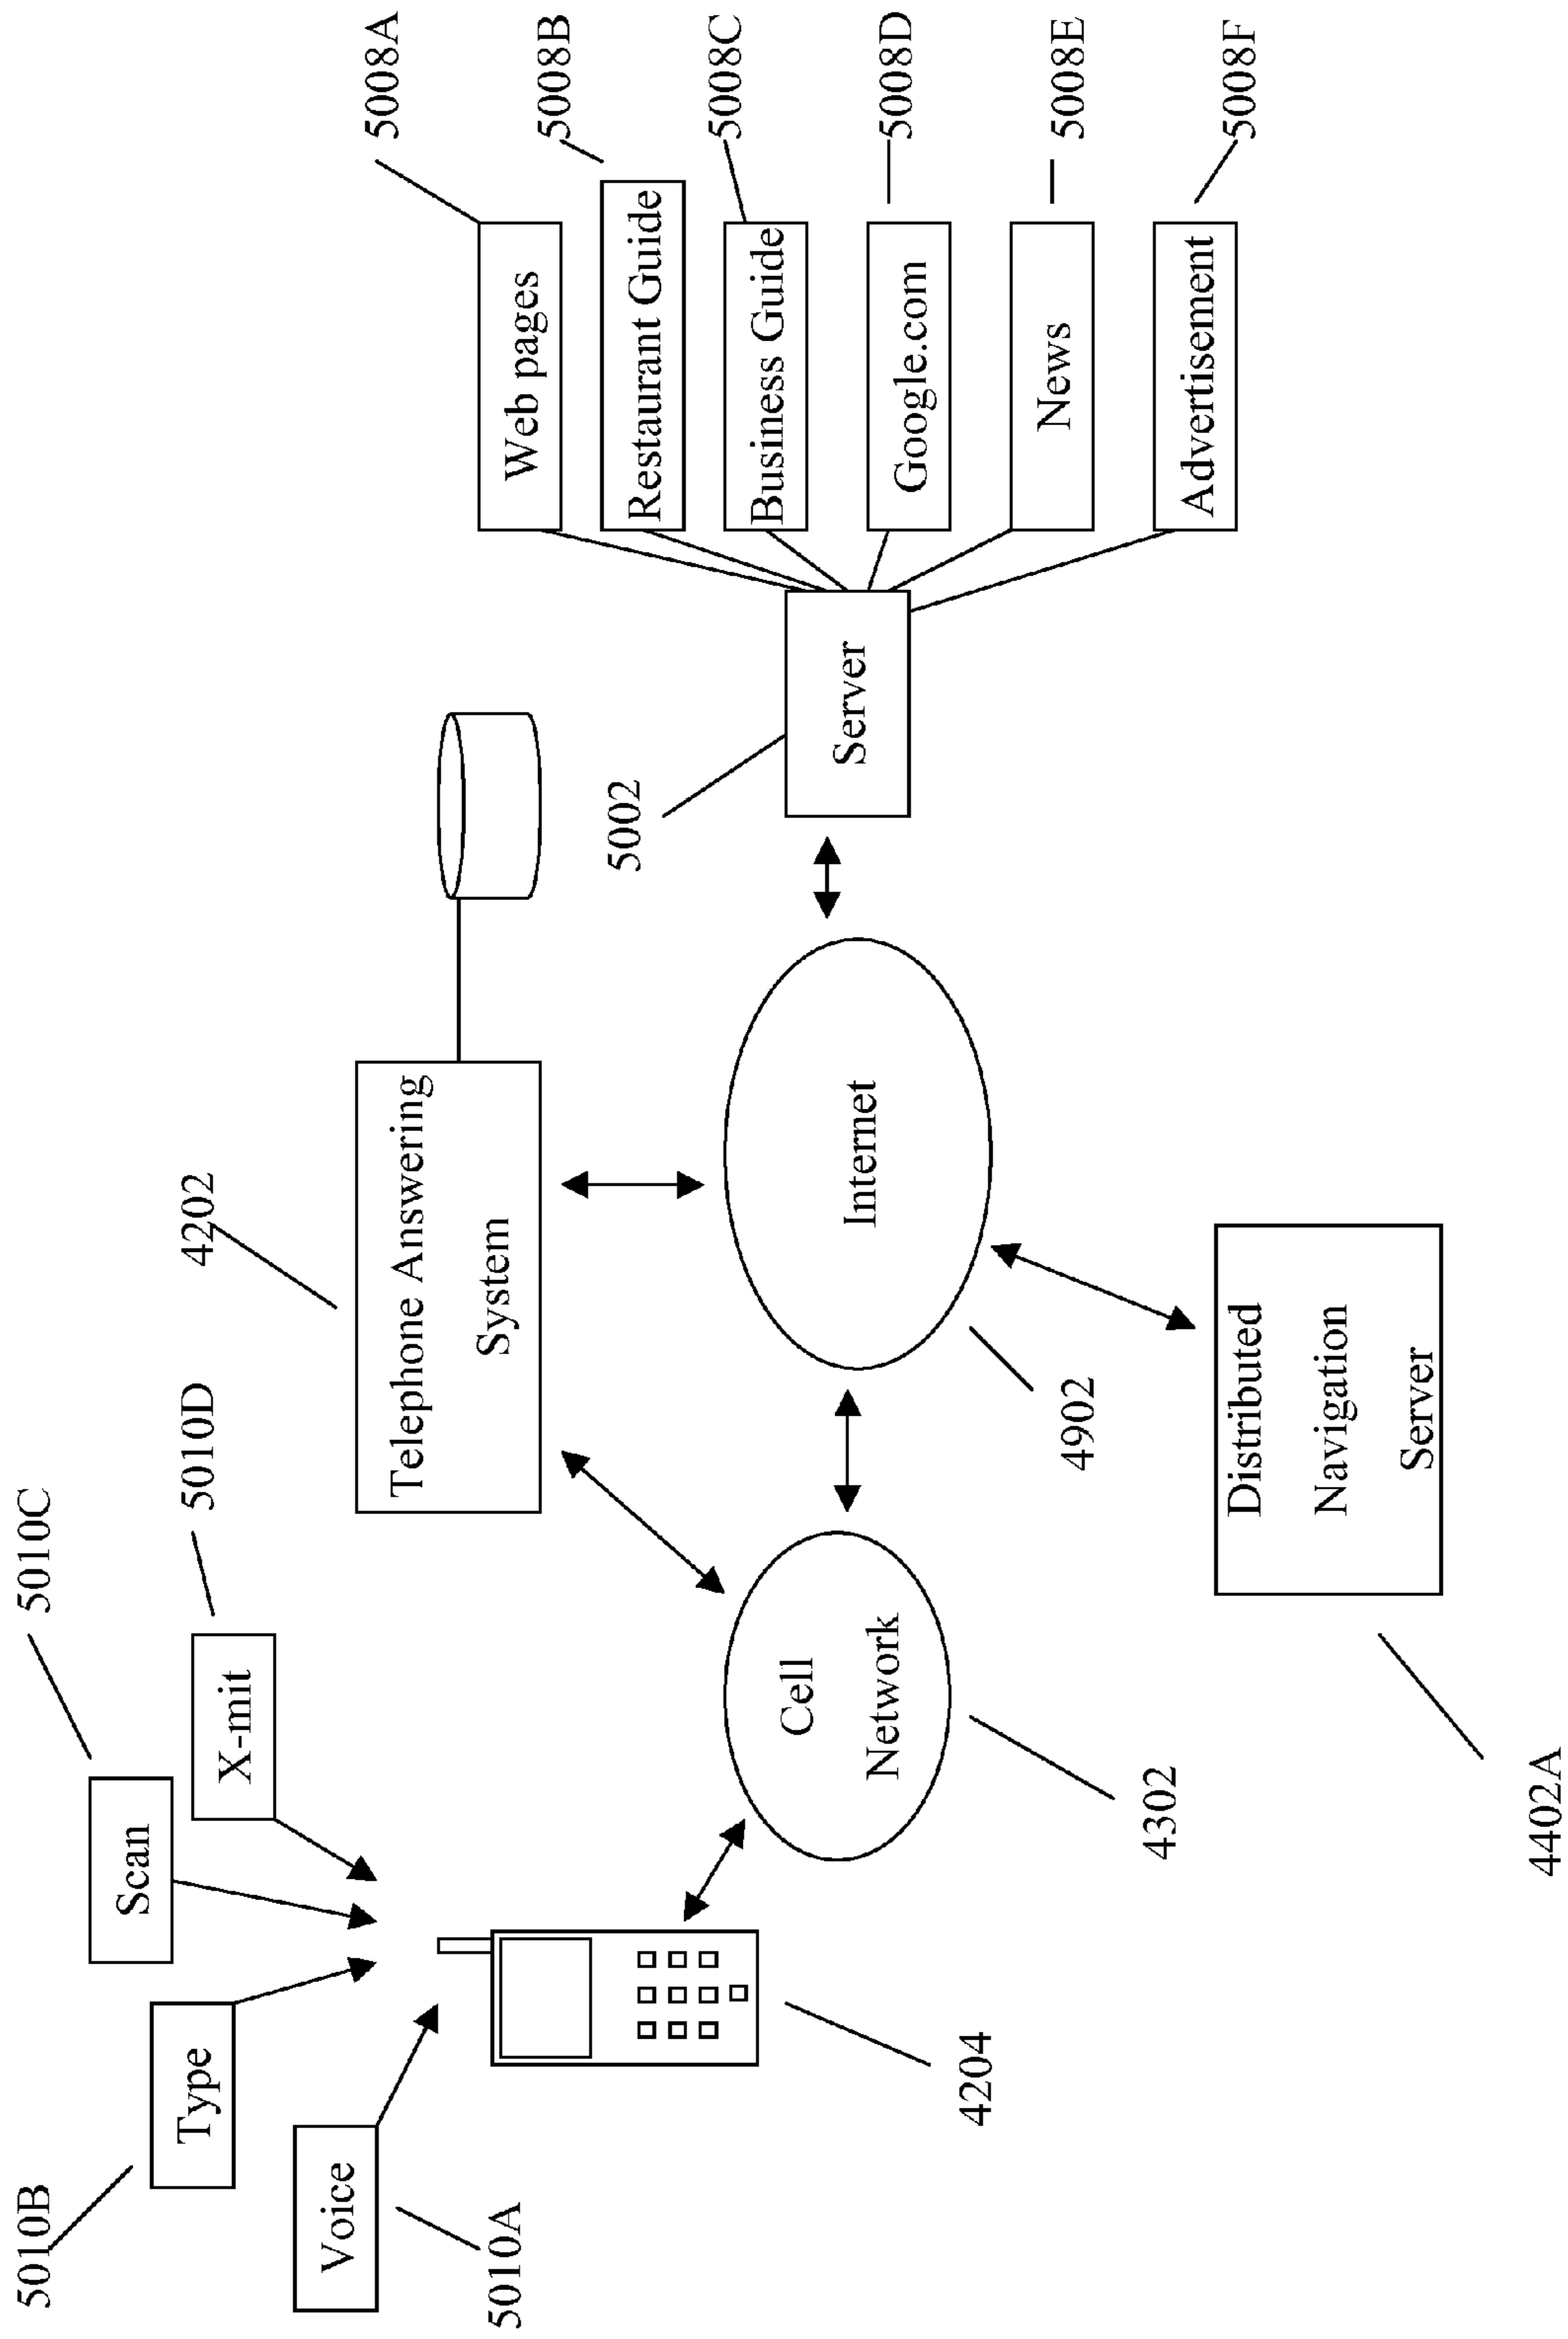 5010B
Type
Voice
5010A
5010C
Scan
X-mit
5010D
4204
Cell
Network
4302
4202
Telephone Answering
System
Internet
4902
Distributed
Navigation
Server
4402A
5002
Server
Web pages
5008A
Restaurant Guide
5008B
Business Guide
5008C
Google.com
5008D
News
5008E
Advertisement
5008F